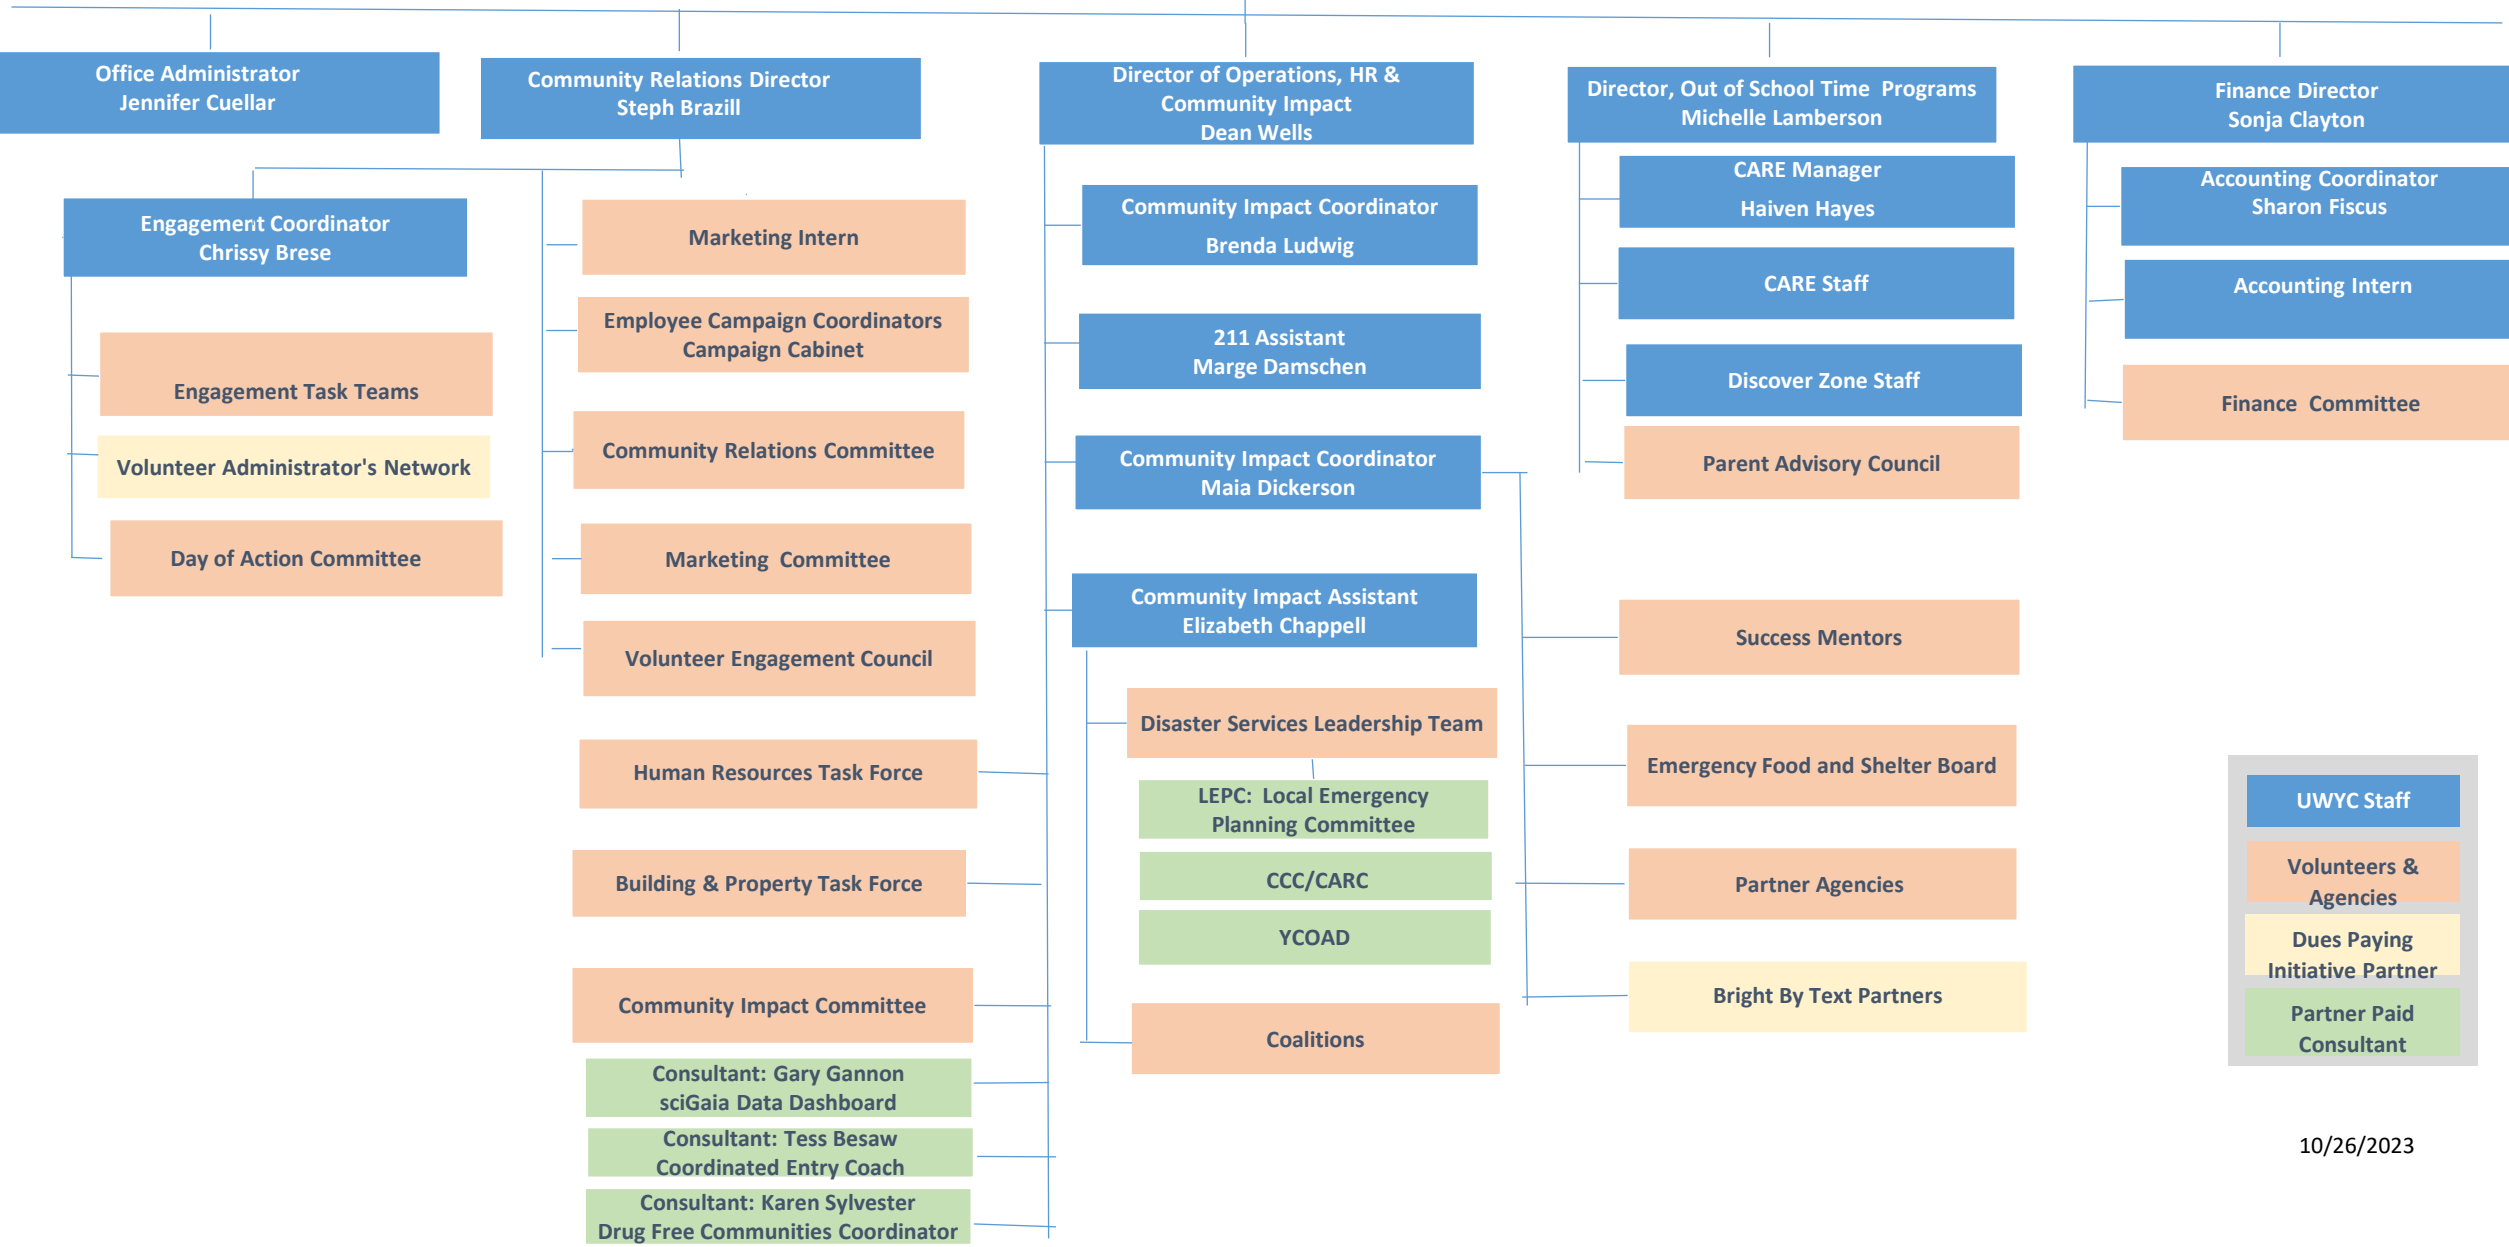 Office Administrator
Jennifer Cuellar
Community Relations Director
Steph Brazill
Director of Operations, HR &
Community Impact
Dean Wells
Director, Out of School Time Programs
Michelle Lamberson
Finance Director
Sonja Clayton
Engagement Coordinator
Chrissy Brese
Engagement Task Teams
Volunteer Administrator's Network
Day of Action Committee
Marketing Intern
Employee Campaign Coordinators
Campaign Cabinet
Community Relations Committee
Marketing Committee
Volunteer Engagement Council
Human Resources Task Force
Building & Property Task Force
Community Impact Committee
Consultant: Gary Gannon
sciGaia Data Dashboard
Consultant: Tess Besaw
Coordinated Entry Coach
Consultant: Karen Sylvester
Drug Free Communities Coordinator
Community Impact Coordinator
Brenda Ludwig
211 Assistant
Marge Damschen
Community Impact Coordinator
Maia Dickerson
Community Impact Assistant
Elizabeth Chappell
Disaster Services Leadership Team
LEPC: Local Emergency
Planning Committee
CCC/CARC
YCOAD
Coalitions
CARE Manager
Haiven Hayes
CARE Staff
Discover Zone Staff
Parent Advisory Council
Success Mentors
Emergency Food and Shelter Board
Partner Agencies
Bright By Text Partners
Accounting Coordinator
Sharon Fiscus
Accounting Intern
Finance Committee
UWYC Staff
Volunteers &
Agencies
Dues Paying
Initiative Partner
Partner Paid
Consultant
10/26/2023